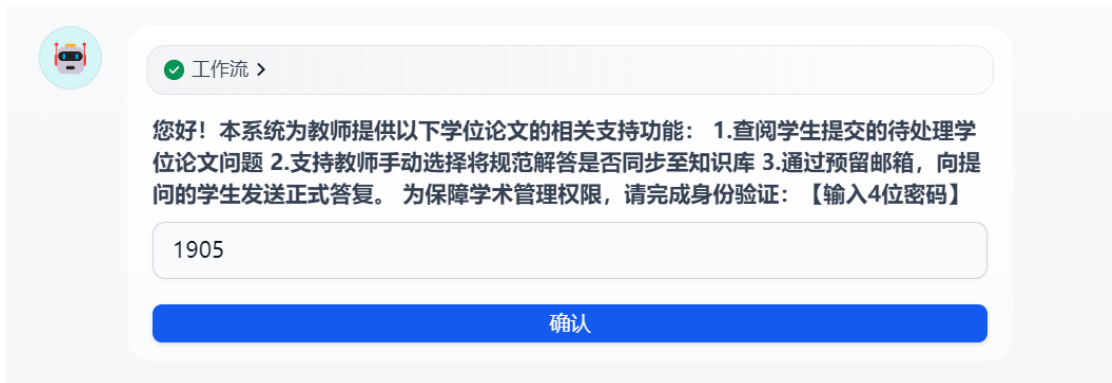 工作流 >
您好！本系统为教师提供以下学位论文的相关支持功能： 1.查阅学生提交的待处理学
位论文问题 2.支持教师手动选择将规范解答是否同步至知识库 3.通过预留邮箱，向提
问的学生发送正式答复。 为保障学术管理权限，请完成身份验证：【输入4位密码】
1905
确认